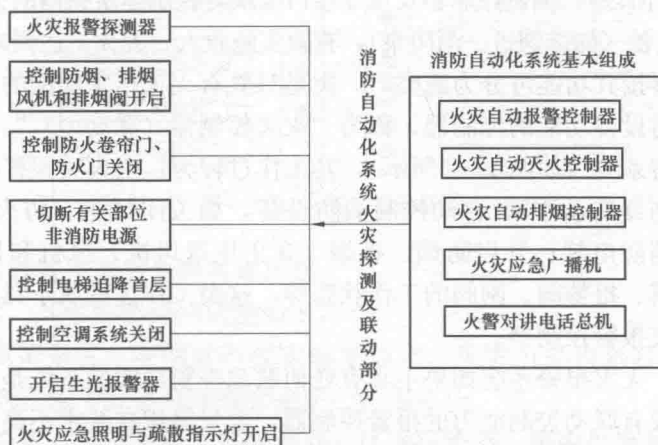 火灾报警探测器
控制防烟、排烟
风机和排烟阀开启
控制防火卷帘门、
防火门关闭
切断有关部位
非消防电源
控制电梯迫降首层
控制空调系统关闭
开启生光报警器
火灾应急照明与疏散指示灯开启
消防自动化系统火灾探测及联动部分
消防自动化系统基本组成
火灾自动报警控制器
火灾自动灭火控制器
火灾自动排烟控制器
火灾应急广播机
火警对讲电话总机